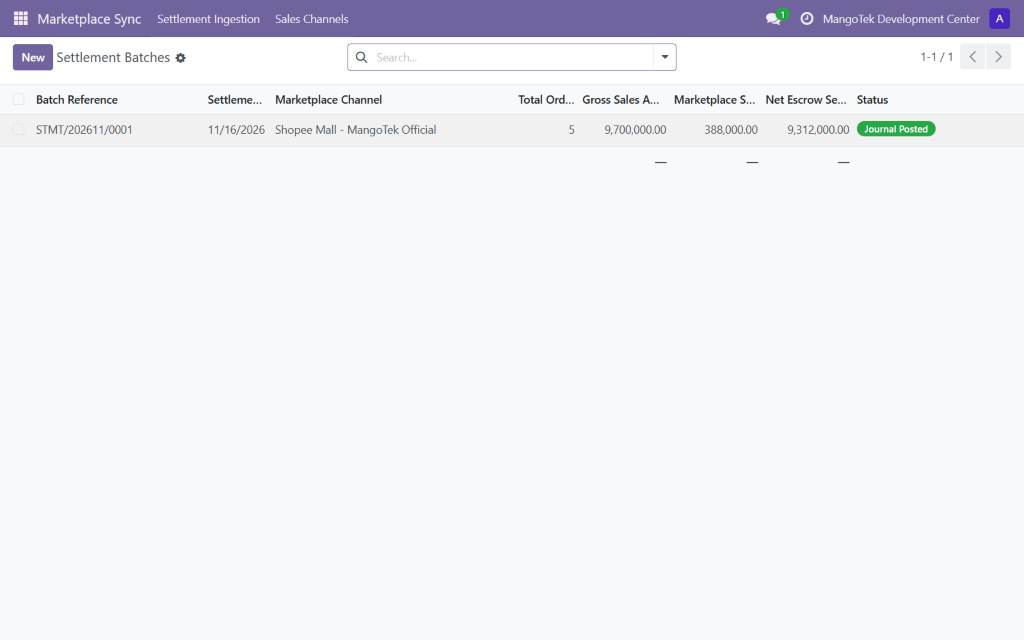 Marketplace Sync Settlement Ingestion Sales Channels 1 MangoTek Development Center A
New Settlement Batches Search... 1-1 / 1
Batch Reference Settleme... Marketplace Channel Total Ord... Gross Sales A... Marketplace S... Net Escrow Se... Status
STMT/202611/0001 11/16/2026 Shopee Mall - MangoTek Official 5 9,700,000.00 388,000.00 9,312,000.00 Journal Posted
— — —